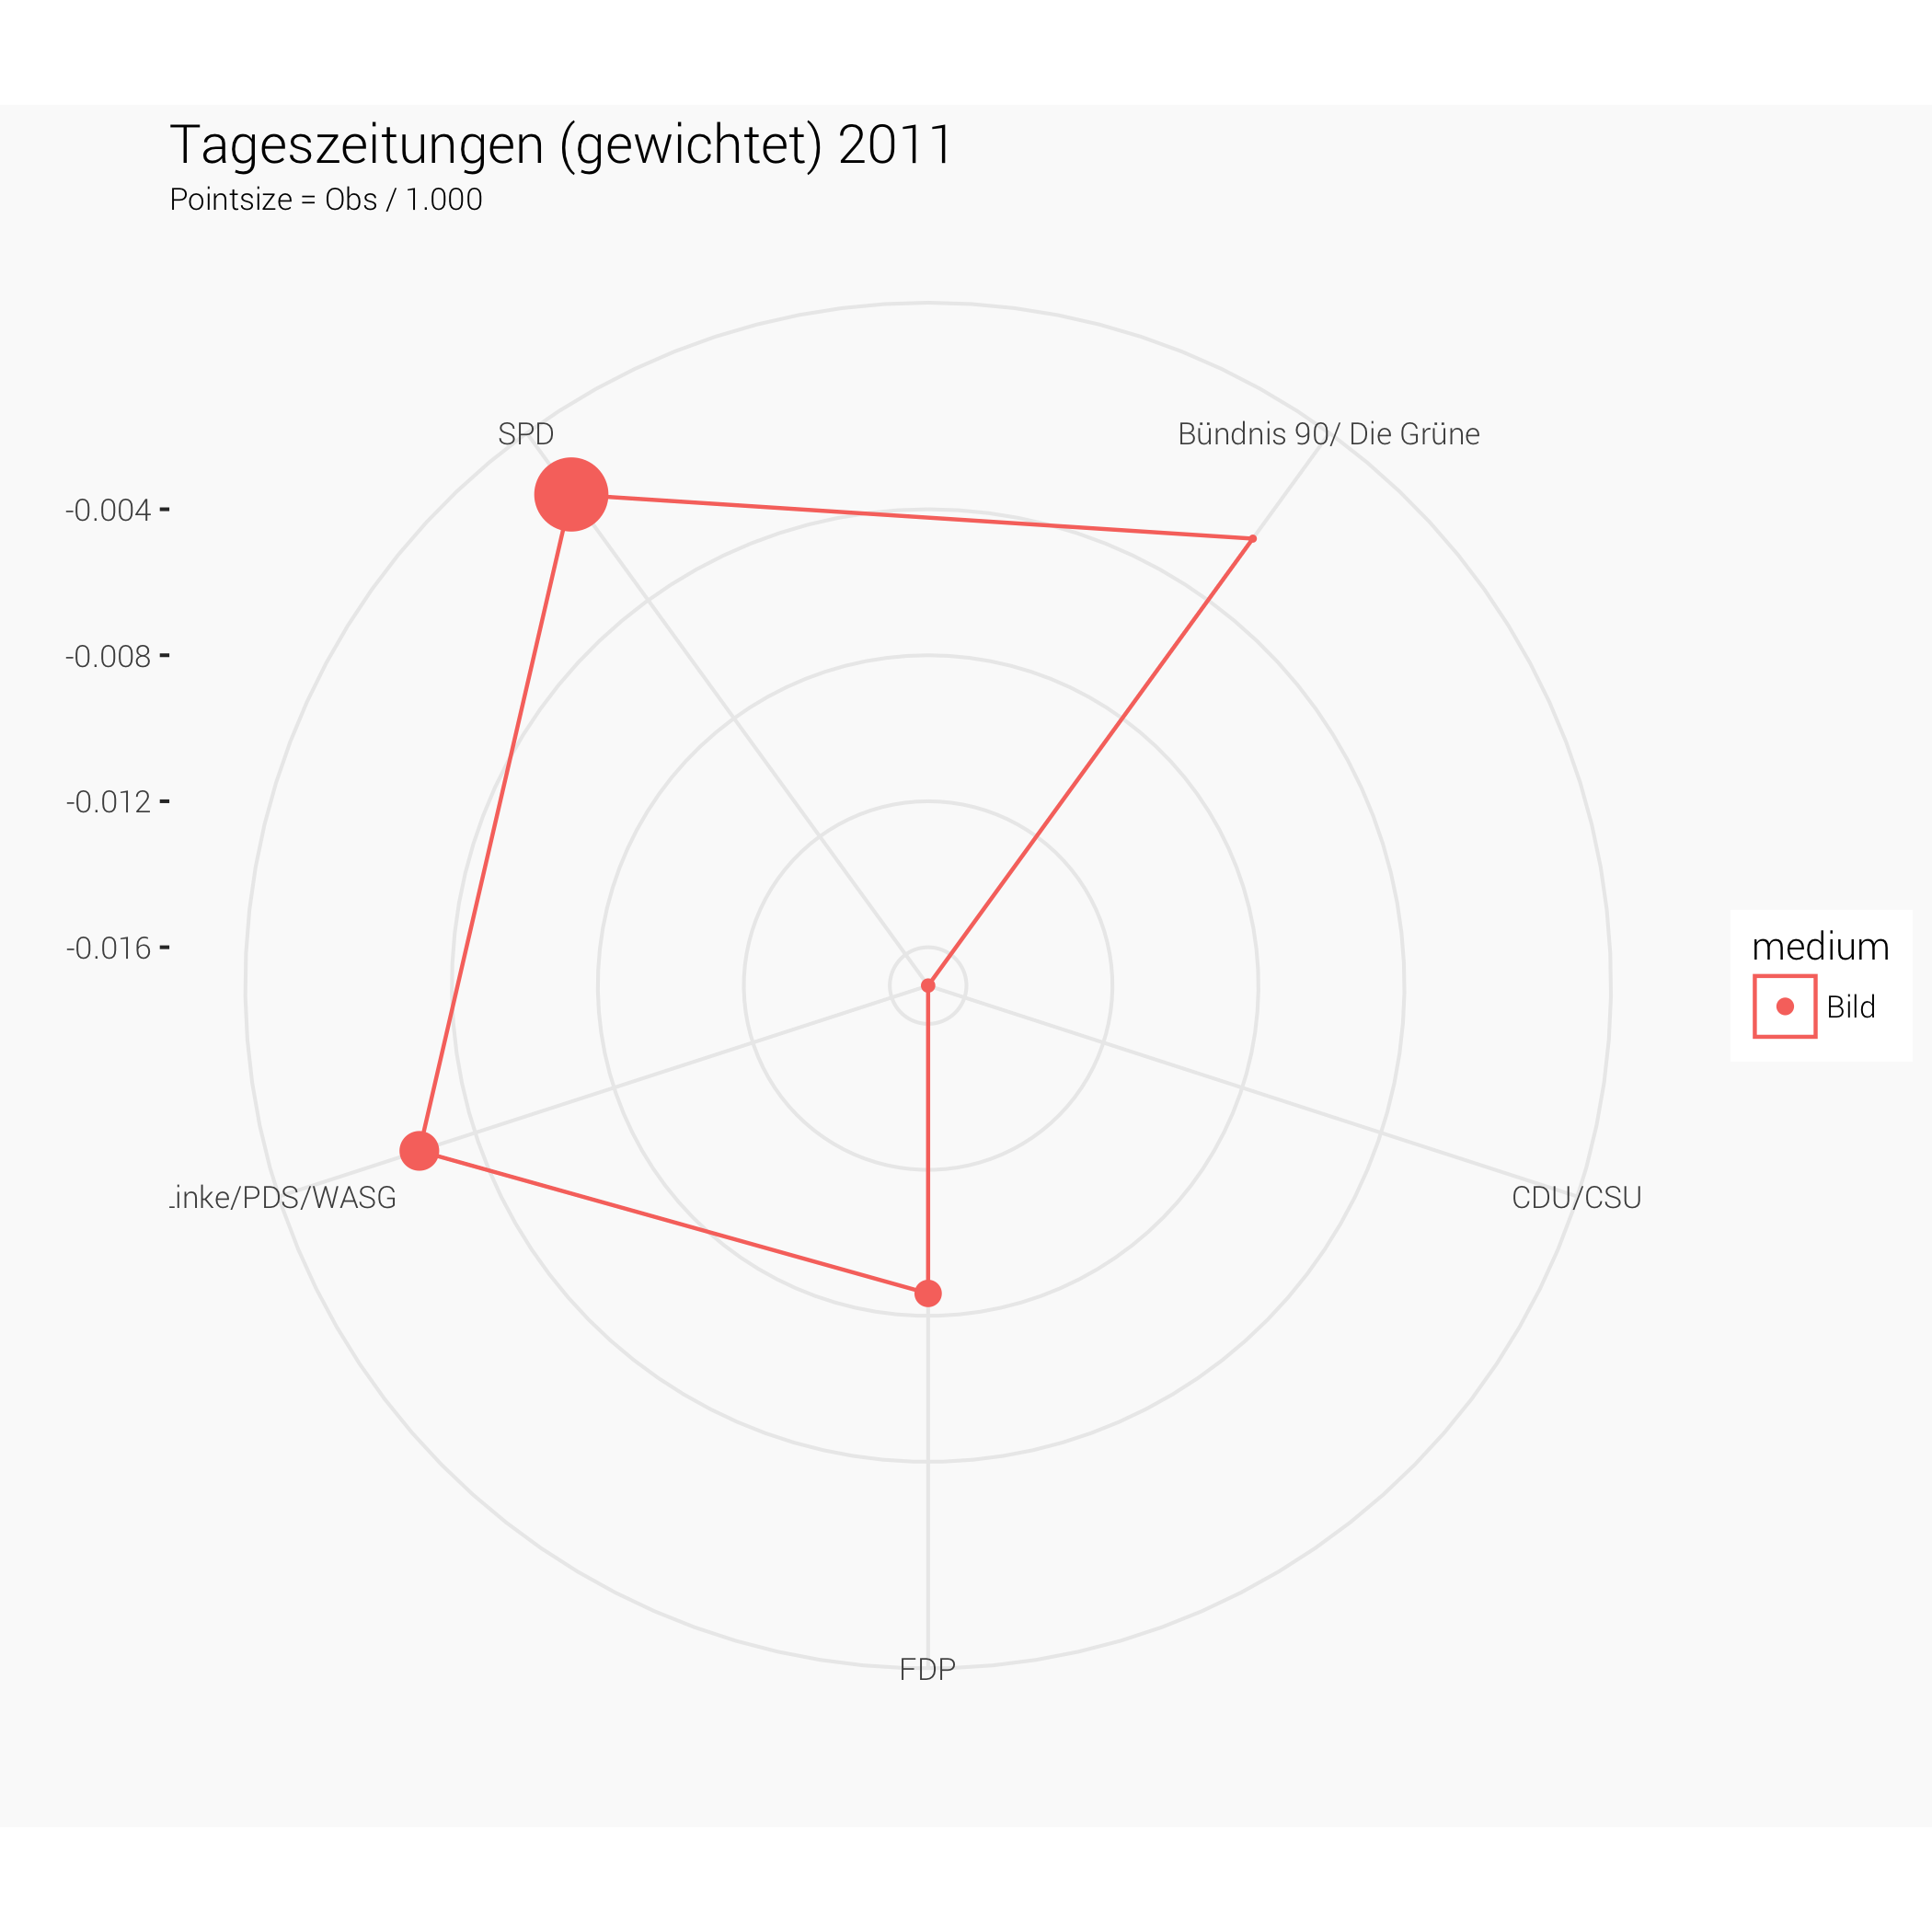 Tageszeitungen (gewichtet) 2011
Pointsize = Obs / 1.000
SPD
Bündnis 90/ Die Grüne
-0.004
-0.008
-0.012
-0.016
medium
Bild
inke/PDS/WASG
CDU/CSU
FDP